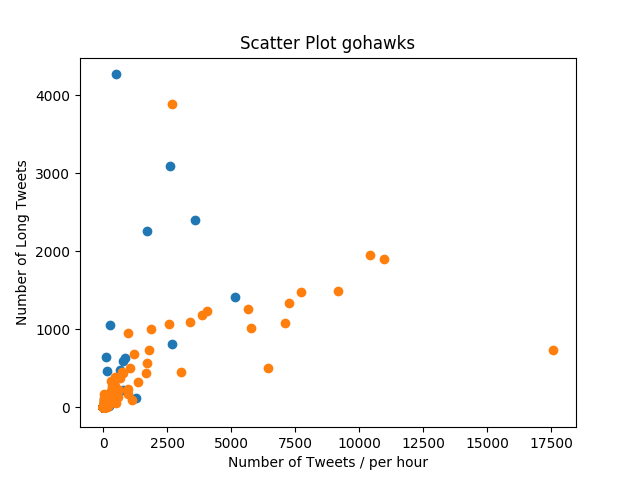 Scatter Plot gohawks
4000
3000
2000
1000
0
Number of Long Tweets
0 2500 5000 7500 10000 12500 15000 17500
Number of Tweets / per hour